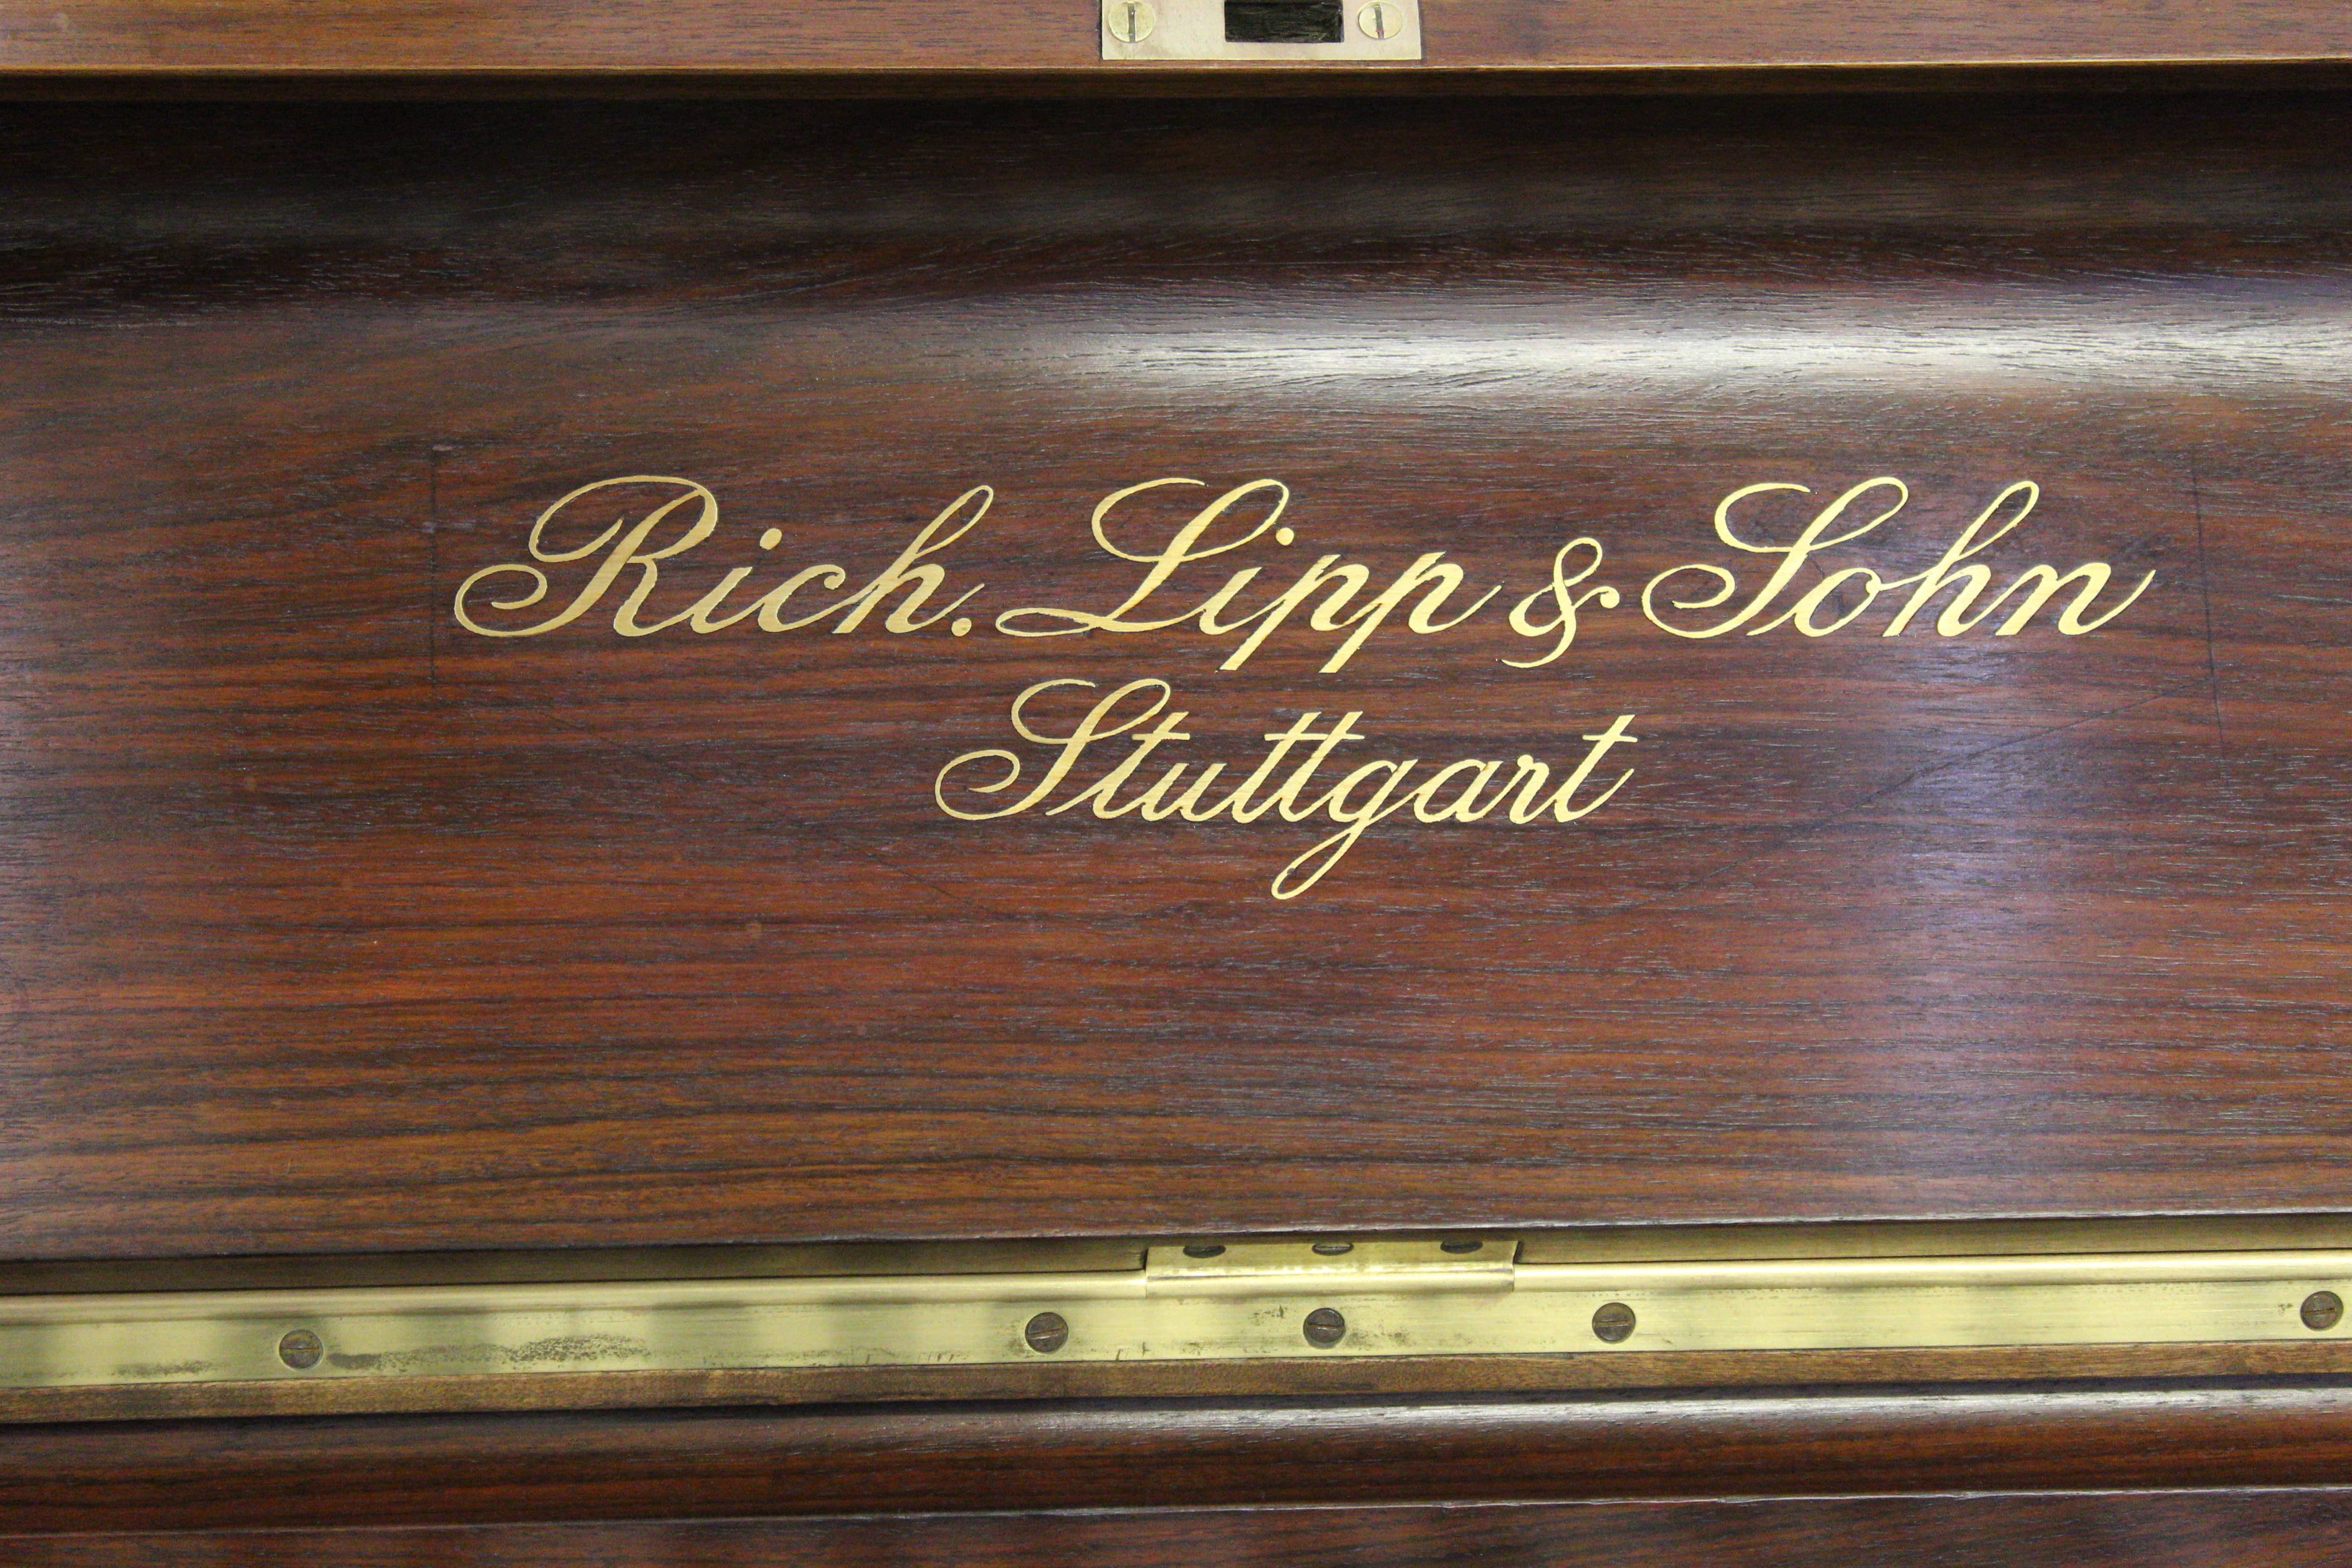 Rich. Lipp & Sohn
Stuttgart